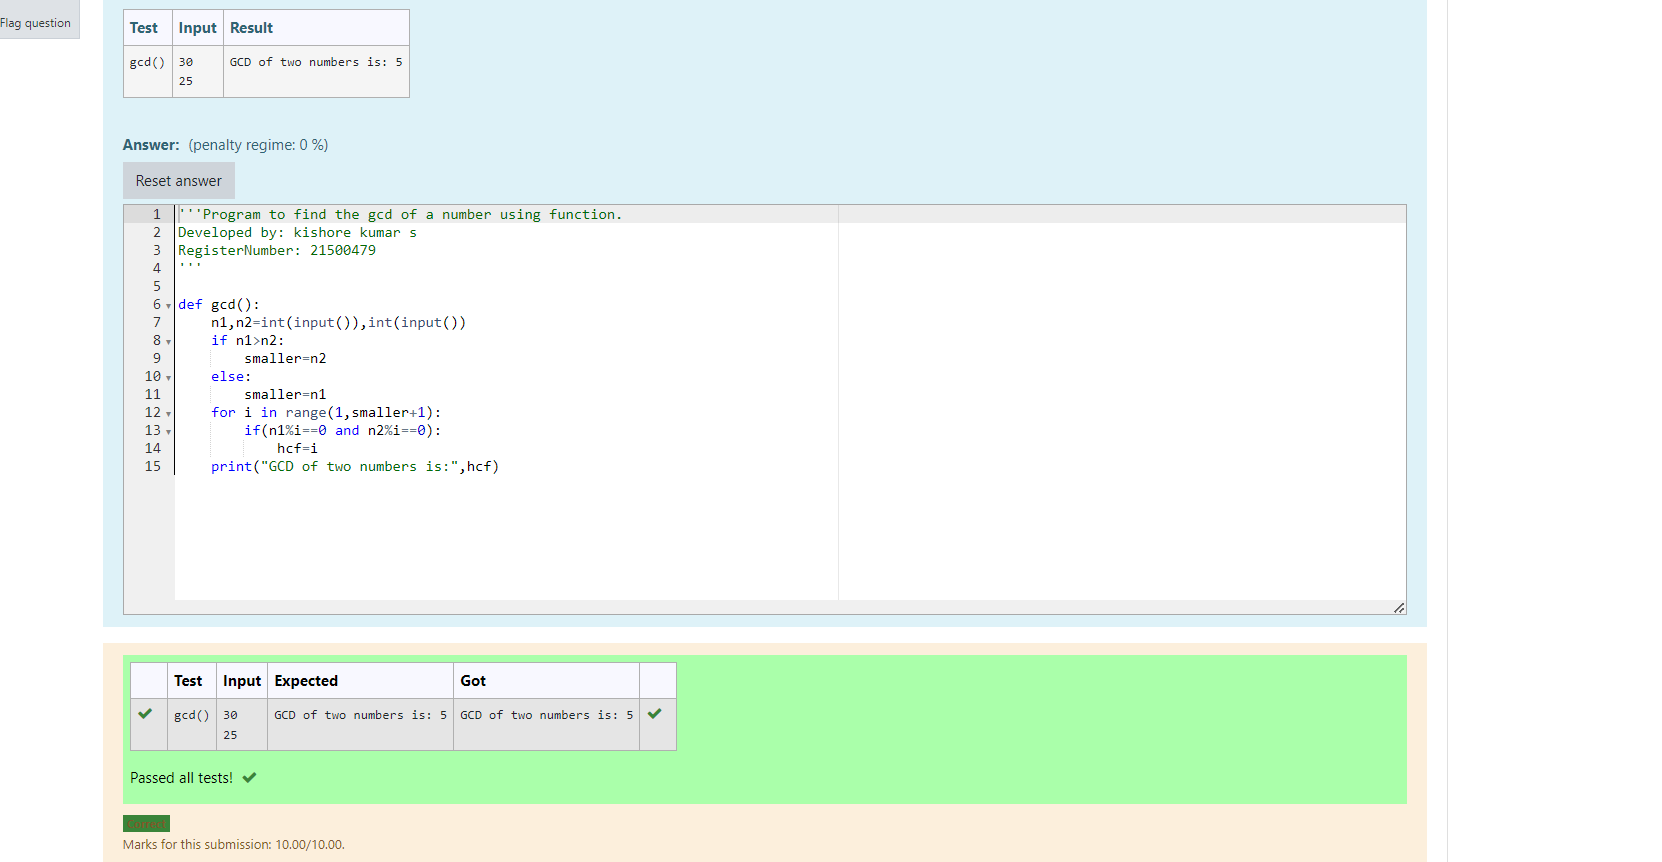 Flag question
Test Input Result
gcd() 30 GCD of two numbers is: 5
25
Answer: (penalty regime: 0 %)
Reset answer
1 '''Program to find the gcd of a number using function.
2 Developed by: kishore kumar s
3 RegisterNumber: 21500479
4 '''
5
6 def gcd():
7     n1,n2=int(input()),int(input())
8     if n1>n2:
9         smaller=n2
10     else:
11         smaller=n1
12     for i in range(1,smaller+1):
13         if(n1%i==0 and n2%i==0):
14             hcf=i
15     print("GCD of two numbers is:",hcf)
Test Input Expected Got
gcd() 30 GCD of two numbers is: 5 GCD of two numbers is: 5
25
Passed all tests!
Correct
Marks for this submission: 10.00/10.00.